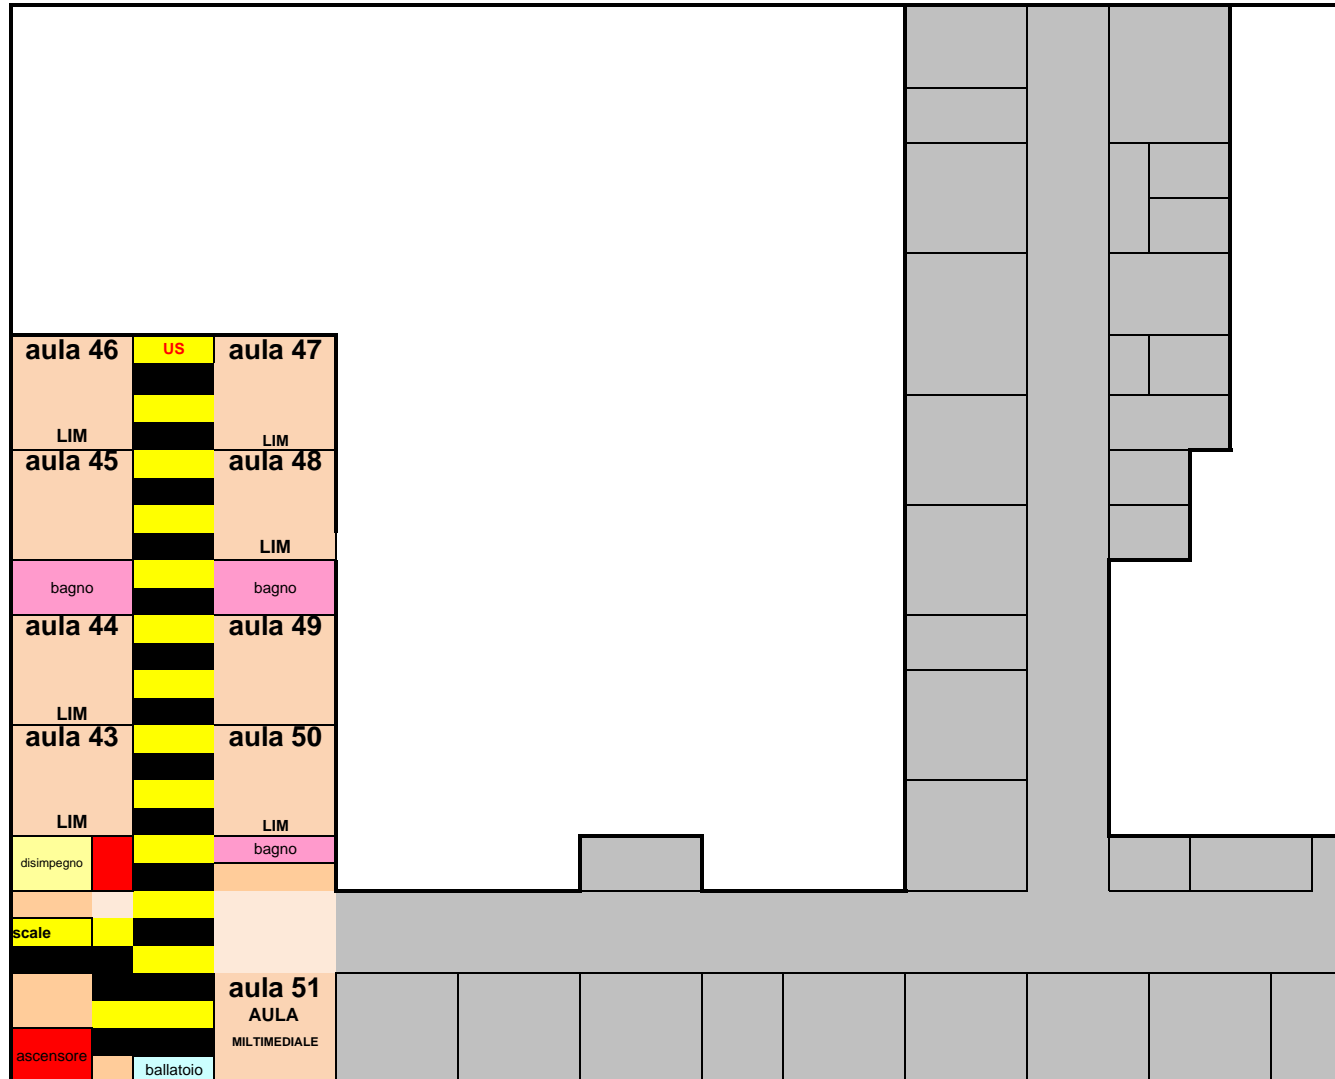 aula 46
US
aula 47
LIM
LIM
aula 45
aula 48
LIM
bagno
bagno
aula 44
aula 49
LIM
aula 43
aula 50
LIM
LIM
disimpegno
bagno
scale
aula 51
AULA
MILTIMEDIALE
ascensore
ballatoio